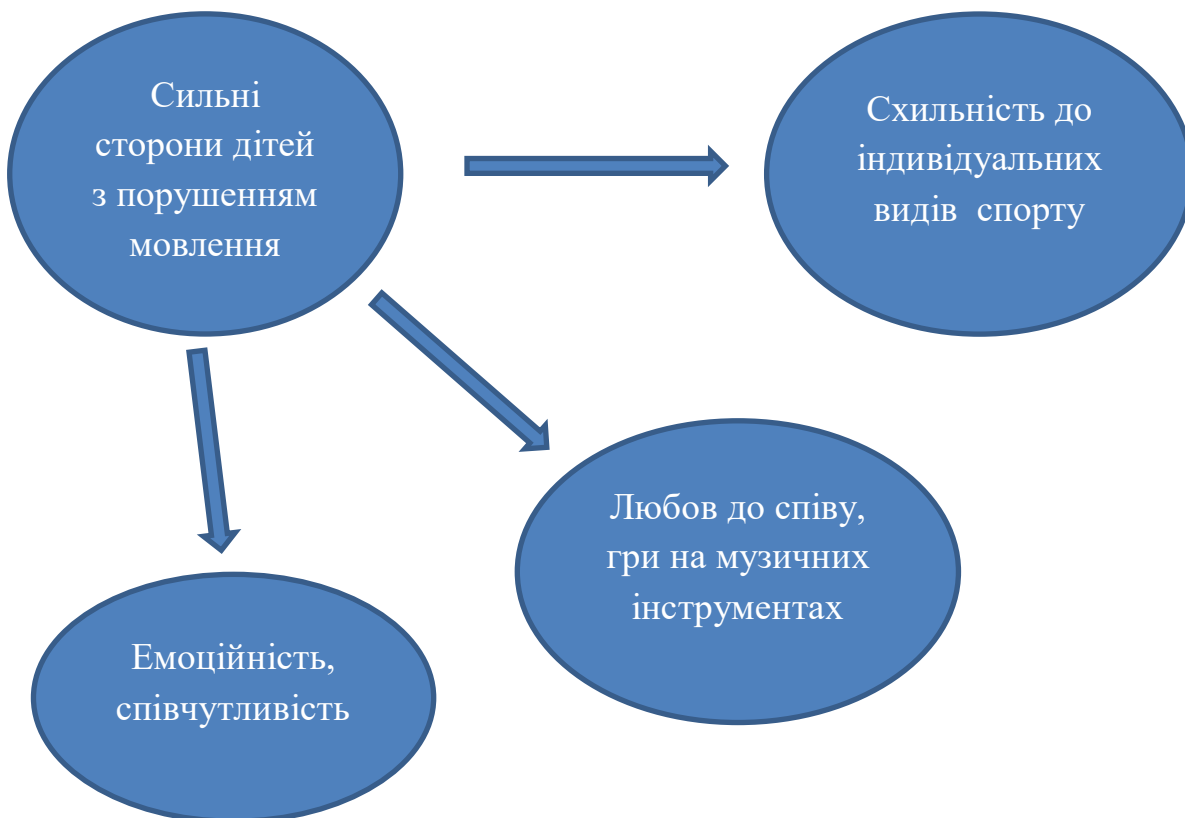 Сильні
сторони дітей
з порушенням
мовлення
Схильність до
індивідуальних
видів спорту
Любов до співу,
гри на музичних
інструментах
Емоційність,
співчутливість